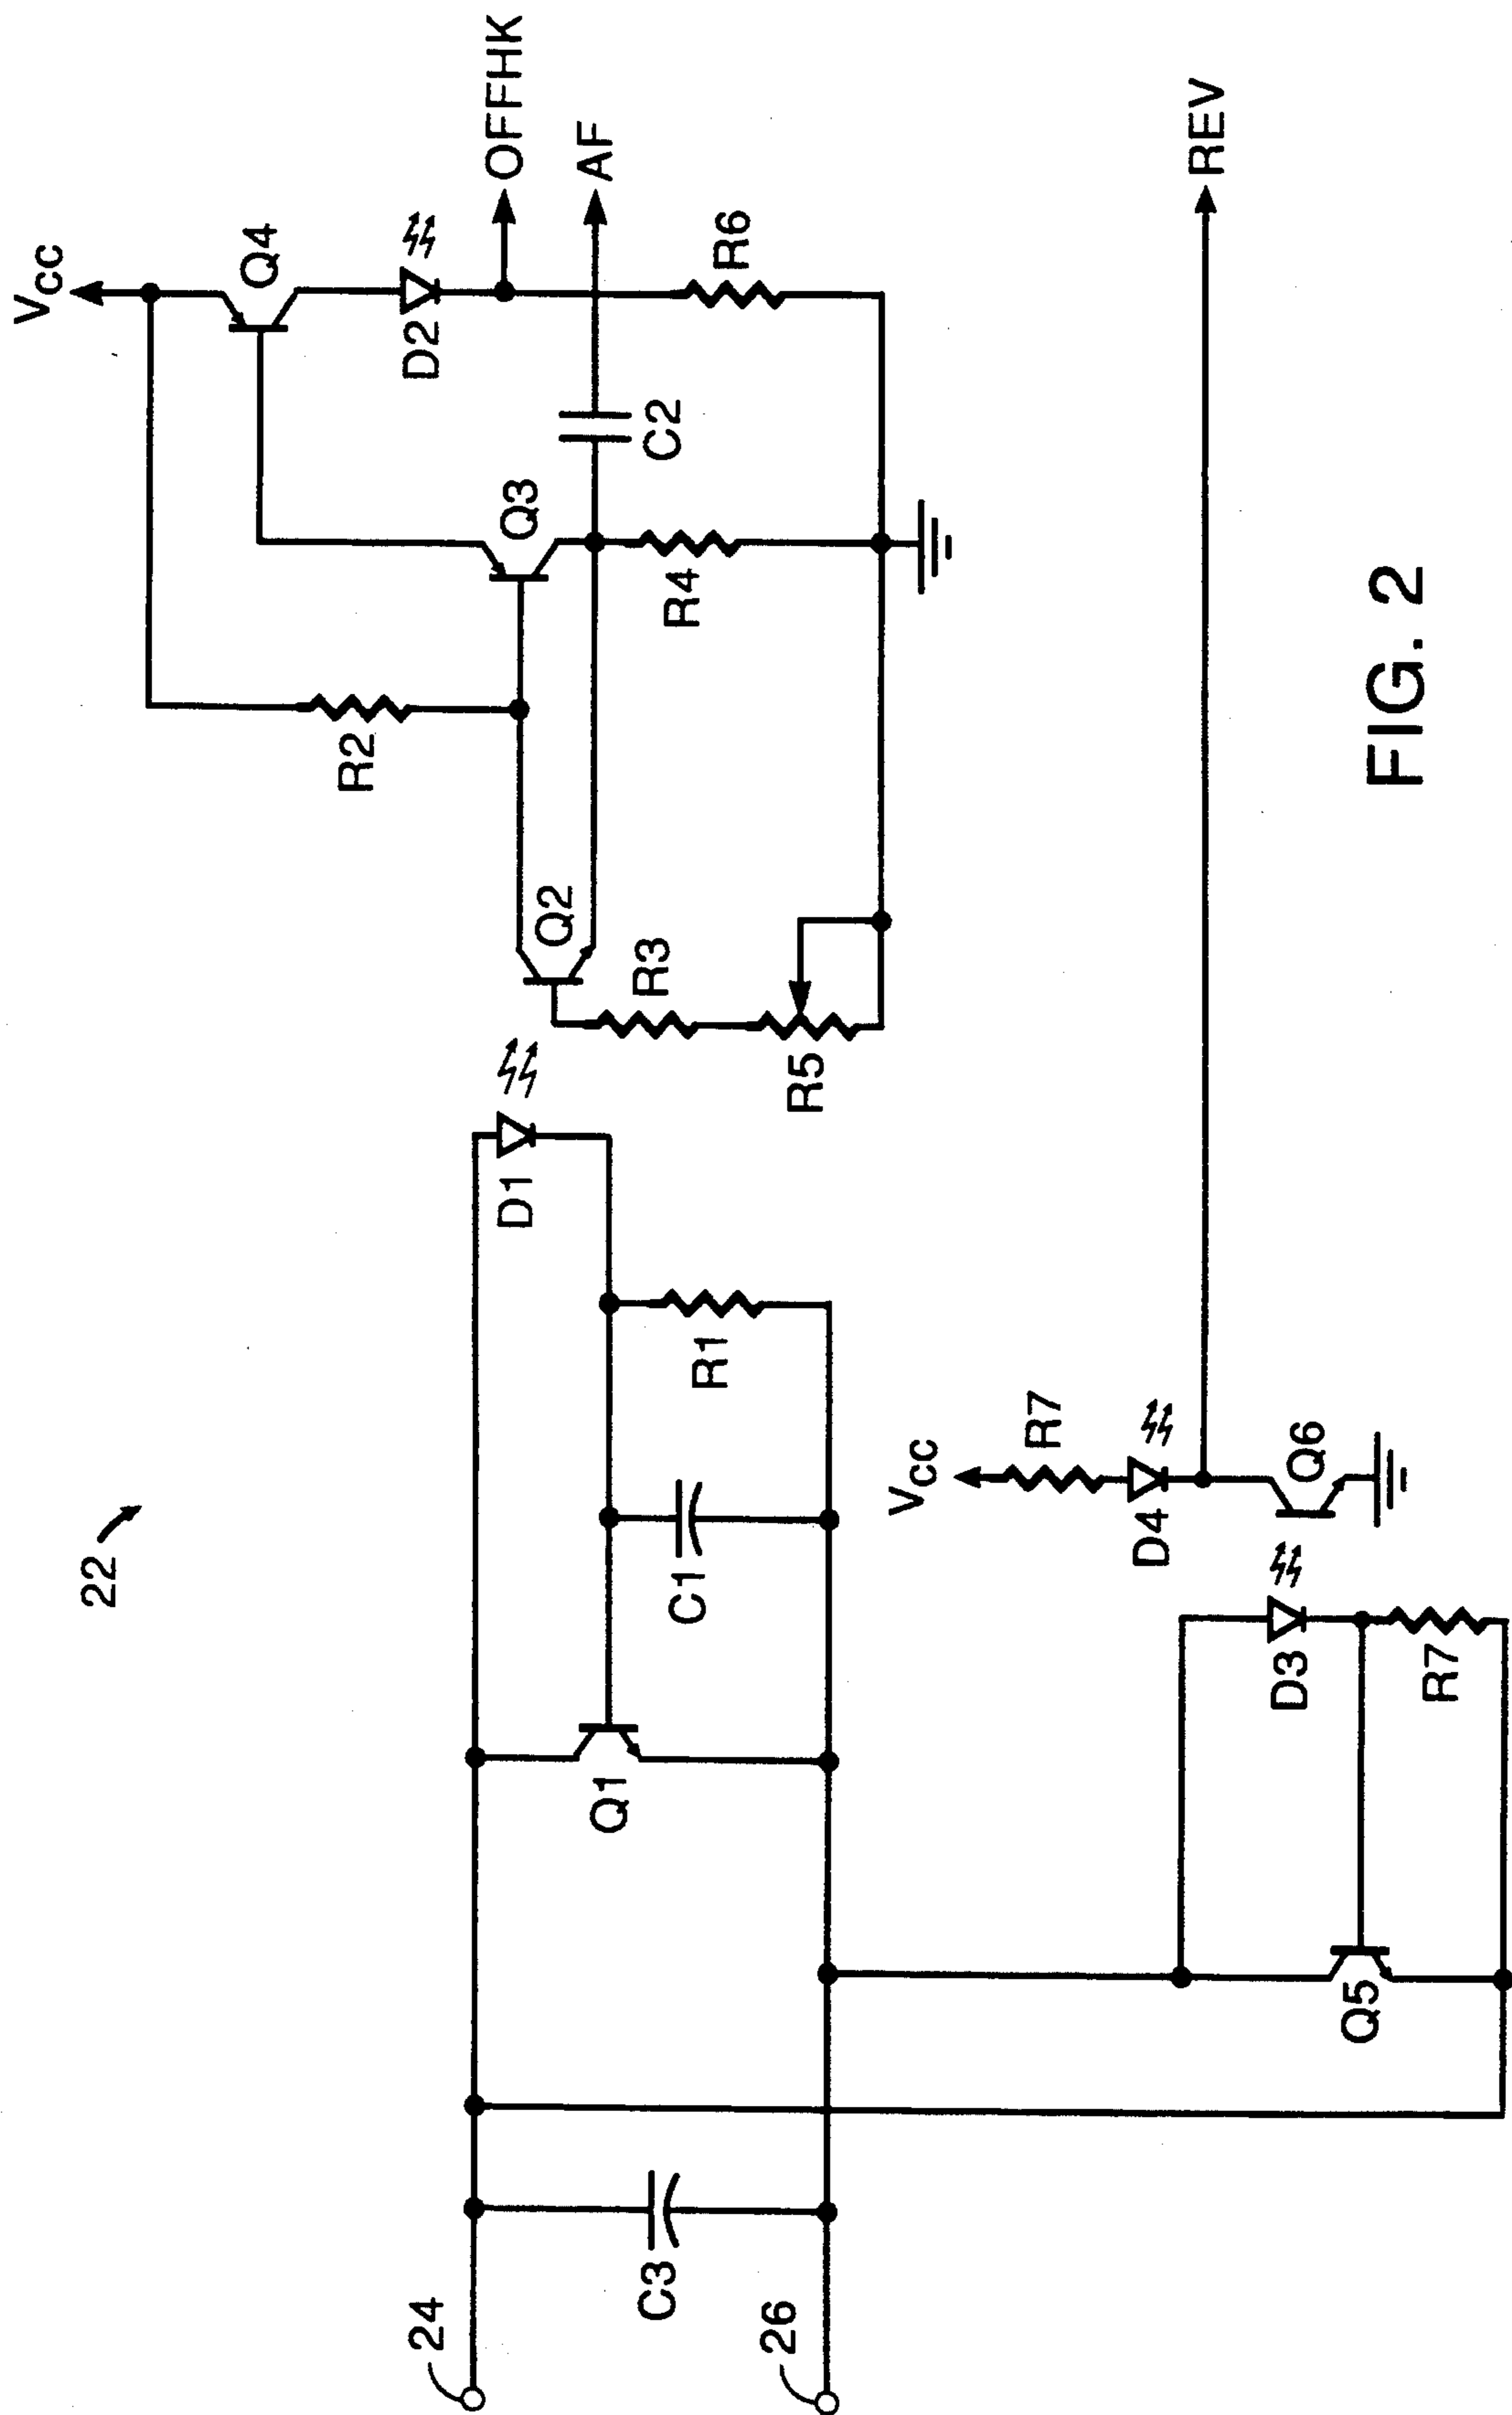 22
VCC
Q4
OFFHK
D2
AF
R2
Q3
C2
R6
R4
Q2
R3
R5
D1
24
Q1
C1
R1
C3
26
VCC
R7
D4
REV
Q6
D3
Q5
R7
FIG. 2